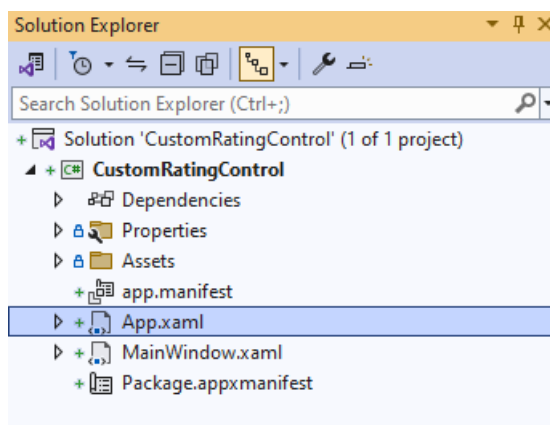 Solution Explorer
Search Solution Explorer (Ctrl+;)
Solution 'CustomRatingControl' (1 of 1 project)
C# CustomRatingControl
Dependencies
Properties
Assets
app.manifest
App.xaml
MainWindow.xaml
Package.appxmanifest